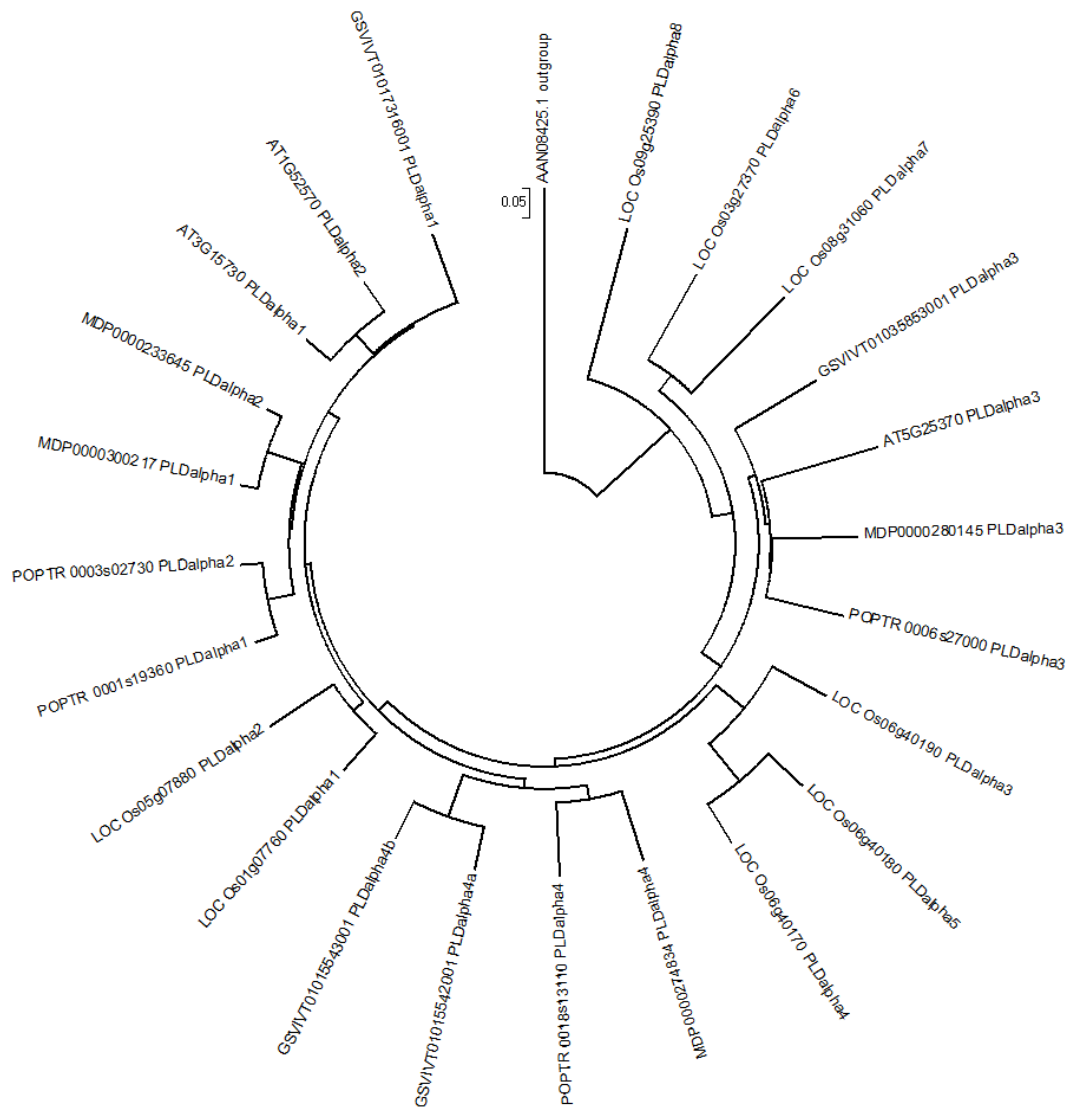 AAN08425.1 outgroup
LOC Os09g25390 PLDalpha8
LOC Os03g27370 PLDalpha6
LOC Os08g31060 PLDalpha7
GSVIVT01035853001 PLDalpha3
AT5G25370 PLDalpha3
MDP0000280145 PLDalpha3
POPTR 0006s27000 PLDalpha3
LOC Os06g40190 PLDalpha3
LOC Os06g40180 PLDalpha5
LOC Os06g40170 PLDalpha4
MDP0000274834 PLDalpha4
POPTR 0018s13110 PLDalpha4
GSVIVT01015542001 PLDalpha4a
GSVIVT01015543001 PLDalpha4b
LOC Os01g07760 PLDalpha1
LOC Os05g07880 PLDalpha2
POPTR 0001s19360 PLDalpha1
POPTR 0003s02730 PLDalpha2
MDP0000300217 PLDalpha1
MDP0000233645 PLDalpha2
AT3G15730 PLDalpha1
AT1G52570 PLDalpha2
GSVIVT01017316001 PLDalpha1
0.05